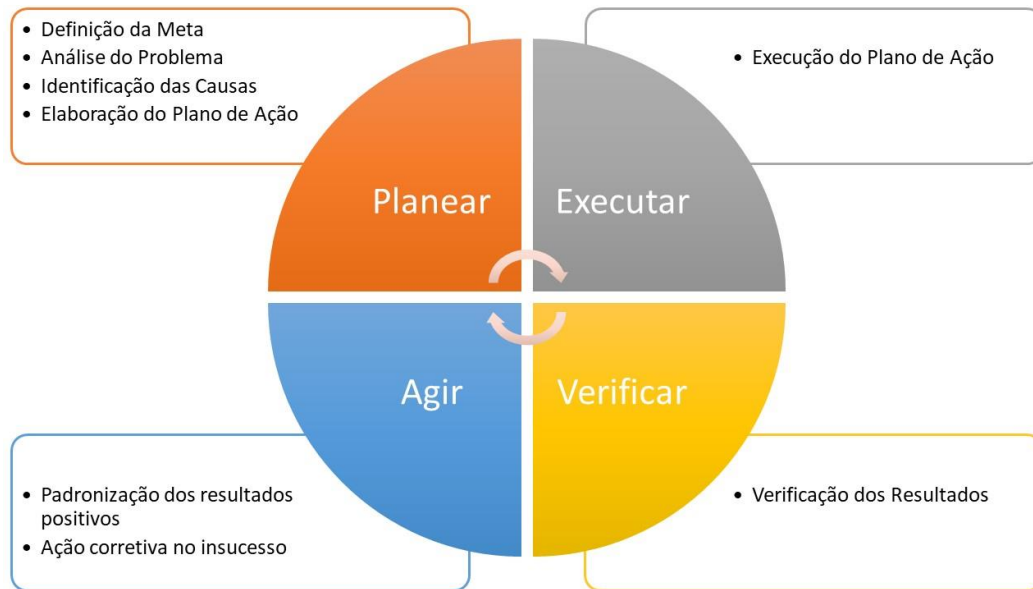 • Definição da Meta
• Análise do Problema
• Identificação das Causas
• Elaboração do Plano de Ação
• Execução do Plano de Ação
Planear
Executar
Agir
Verificar
• Padronização dos resultados
positivos
• Ação corretiva no insucesso
• Verificação dos Resultados